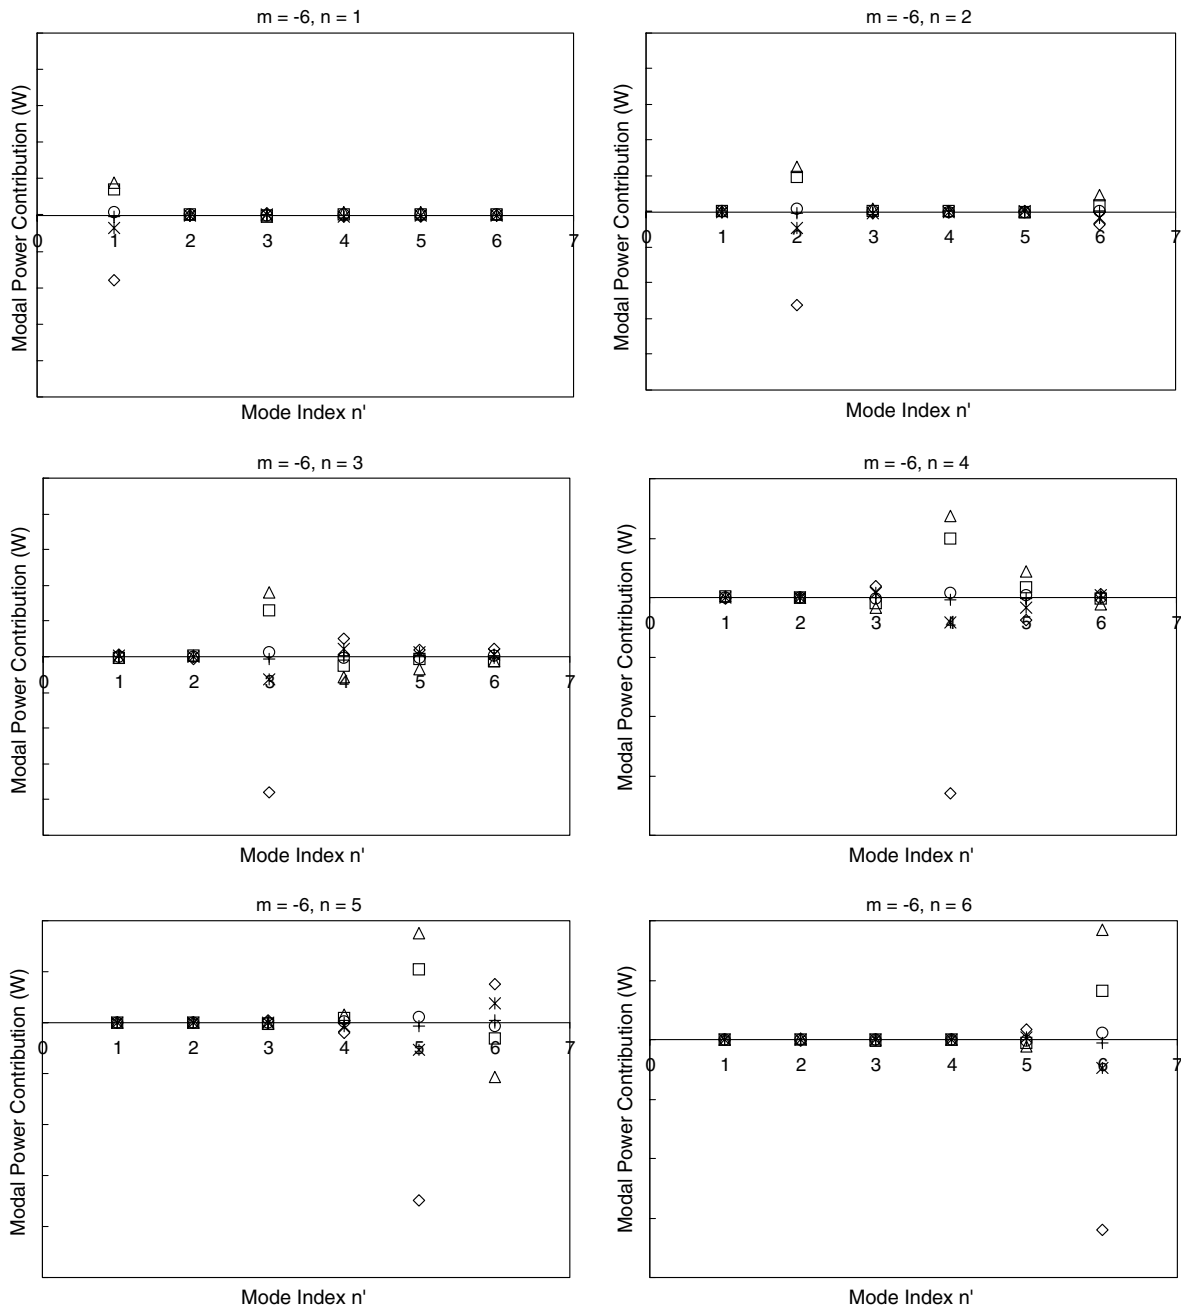 m = -6, n = 1
Modal Power Contribution (W)
0 1 2 3 4 5 6 7
Mode Index n'
m = -6, n = 2
Modal Power Contribution (W)
0 1 2 3 4 5 6 7
Mode Index n'
m = -6, n = 3
Modal Power Contribution (W)
0 1 2 3 4 5 6 7
Mode Index n'
m = -6, n = 4
Modal Power Contribution (W)
0 1 2 3 4 5 6 7
Mode Index n'
m = -6, n = 5
Modal Power Contribution (W)
0 1 2 3 4 5 6 7
Mode Index n'
m = -6, n = 6
Modal Power Contribution (W)
0 1 2 3 4 5 6 7
Mode Index n'